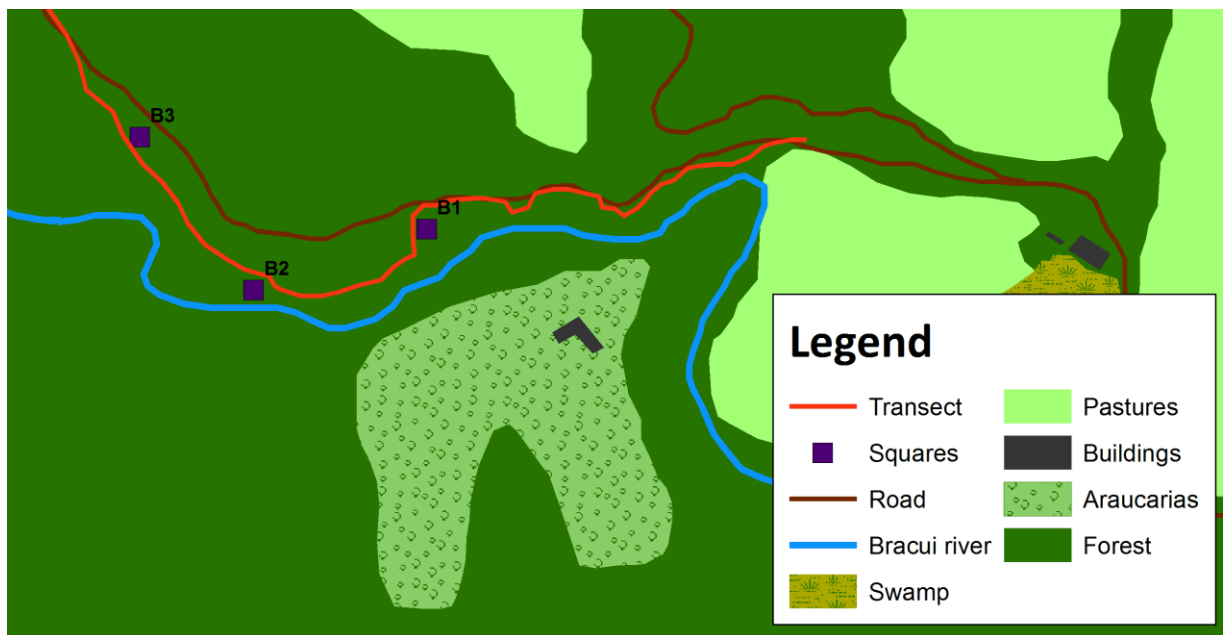 B3
B1
B2
Legend
Transect
Squares
Road
Bracui river
Swamp
Pastures
Buildings
Araucarias
Forest